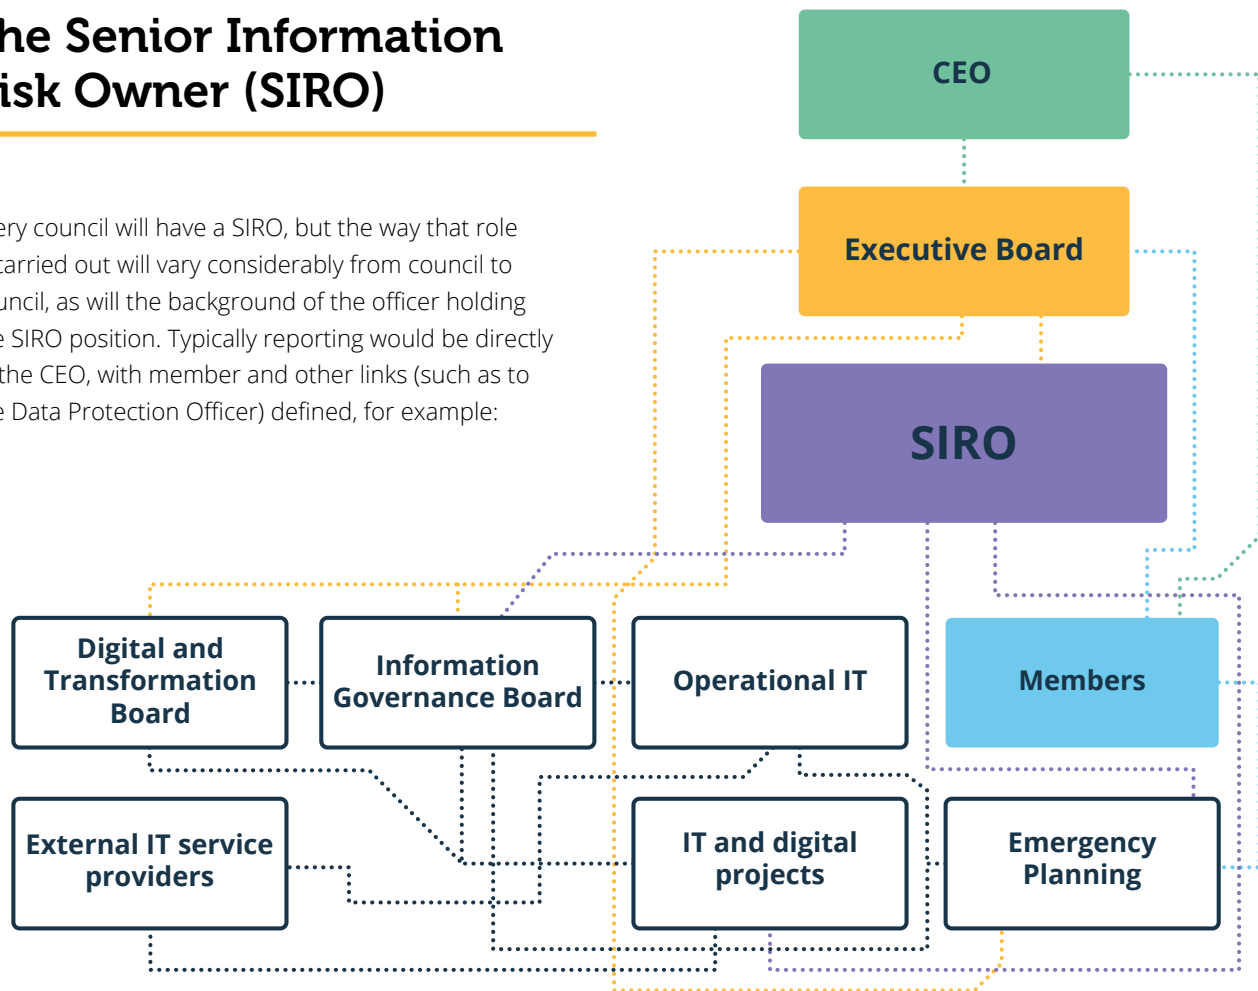 he Senior Information
isk Owner (SIRO)
ery council will have a SIRO, but the way that role
carried out will vary considerably from council to
uncil, as will the background of the officer holding
e SIRO position. Typically reporting would be directly
the CEO, with member and other links (such as to
e Data Protection Officer) defined, for example:
CEO
Executive Board
SIRO
Digital and
Transformation
Board
Information
Governance Board
Operational IT
Members
External IT service
providers
IT and digital
projects
Emergency
Planning